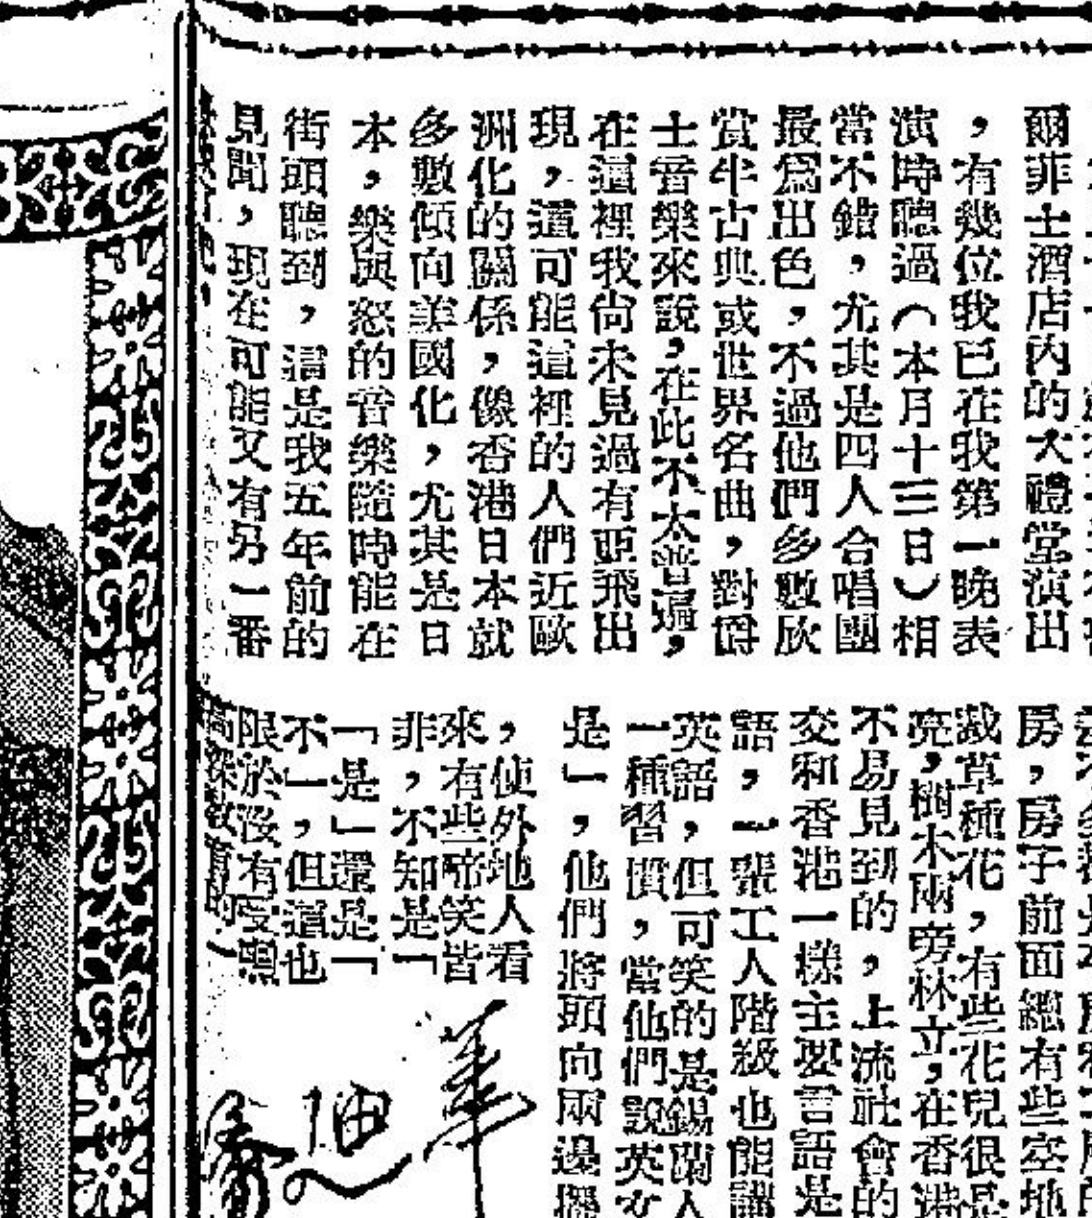 爾菲士酒店內的大禮堂演出
，有幾位我已在我第一晚表
演時聽過（本月十三日）相
當不錯，尤其是四人合唱團
最為出色，不過他們多數欣
賞半古典或世界名曲，對爵
士音樂來說，在此不太普遍，
在這裡我尚未見過有亞飛出
現，這可能這裡的人們近歐
洲化的關係，像香港日本就
多數傾向美國化，尤其是日
本，樂與怒的音樂隨時能在
街頭聽到，這是我五年前的
見聞，現在可能又有另一番
房，房子前面總有些空地
栽草種花，有些花兒很是
亮，樹木兩旁林立，在香港
不易見到的，上流社會的
交和香港一樣主要言語是
語，一輩工人階級也能講
英語，但可笑的是錫蘭人
一種習慣，當他們說英文
是」，他們將頭向兩邊擺
，使外地人看
來有些啼笑皆
非，不知是「
「是」還是「
不」，但這也
限於沒有受
華
迪